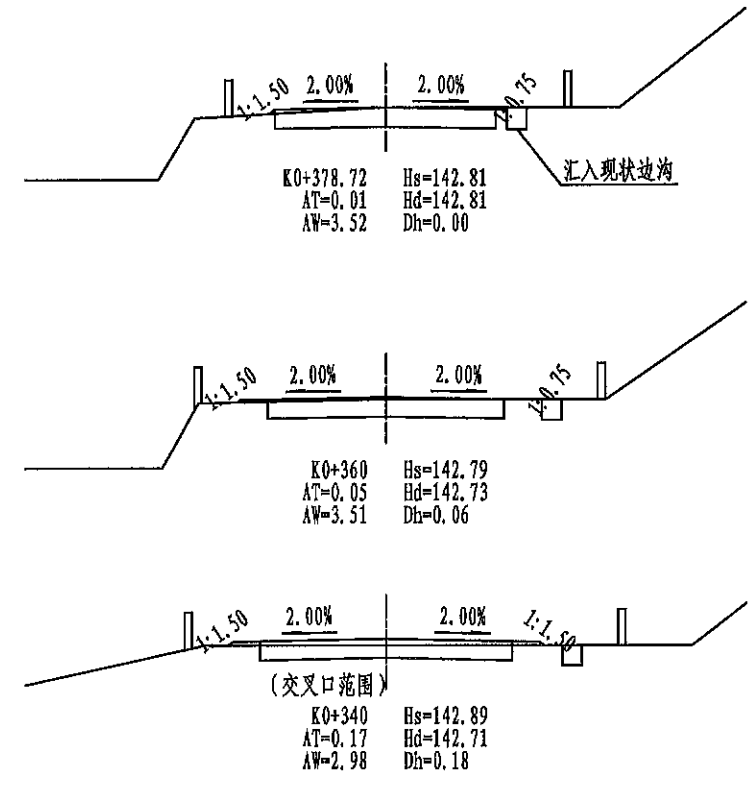 1:1.50 2.00% 2.00% 1:0.75
汇入现状边沟
K0+378.72 Hs=142.81
AT=0.01 Hd=142.81
AW=3.52 Dh=0.00
1:1.50 2.00% 2.00% 1:0.75
K0+360 Hs=142.79
AT=0.05 Hd=142.73
AW=3.51 Dh=0.06
1:1.50 2.00% 2.00% 1:1.50
(交叉口范围)
K0+340 Hs=142.89
AT=0.17 Hd=142.71
AW=2.98 Dh=0.18